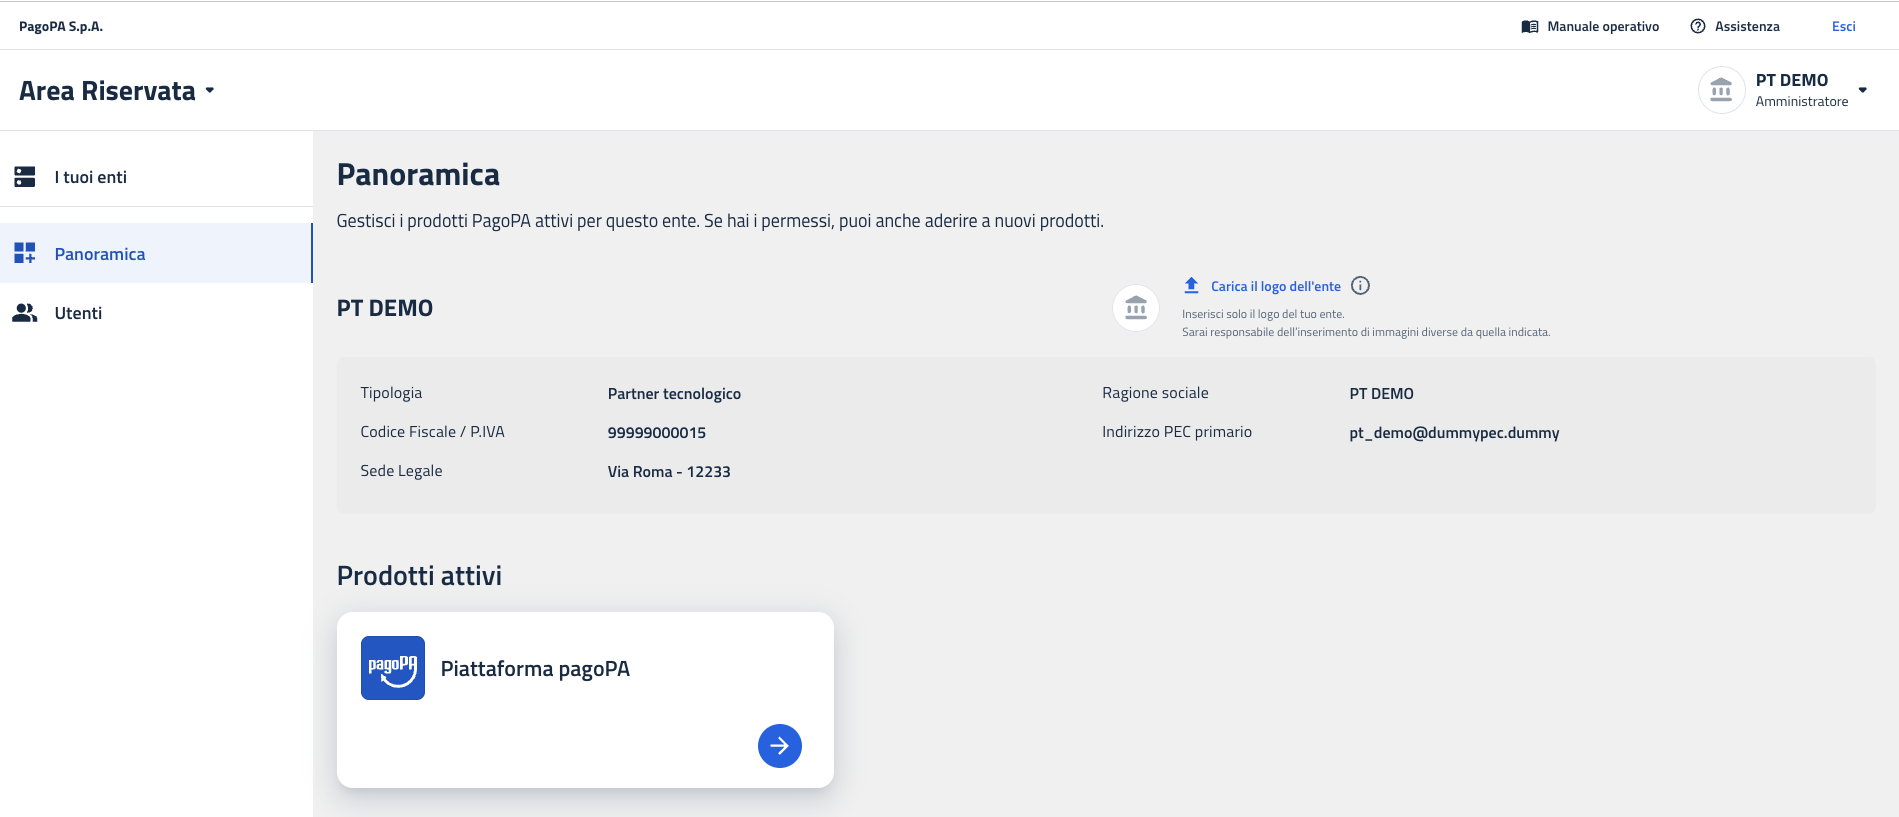 PagoPA S.p.A.
Manuale operativo
Assistenza
Esci
Area Riservata
PT DEMO
Amministratore
I tuoi enti
Panoramica
Utenti
Panoramica
Gestisci i prodotti PagoPA attivi per questo ente. Se hai i permessi, puoi anche aderire a nuovi prodotti.
PT DEMO
Carica il logo dell'ente
Inserisci solo il logo del tuo ente.
Sarai responsabile dell’inserimento di immagini diverse da quella indicata.
Tipologia
Partner tecnologico
Ragione sociale
PT DEMO
Codice Fiscale / P.IVA
99999000015
Indirizzo PEC primario
pt_demo@dummypec.dummy
Sede Legale
Via Roma - 12233
Prodotti attivi
pagoPA
Piattaforma pagoPA